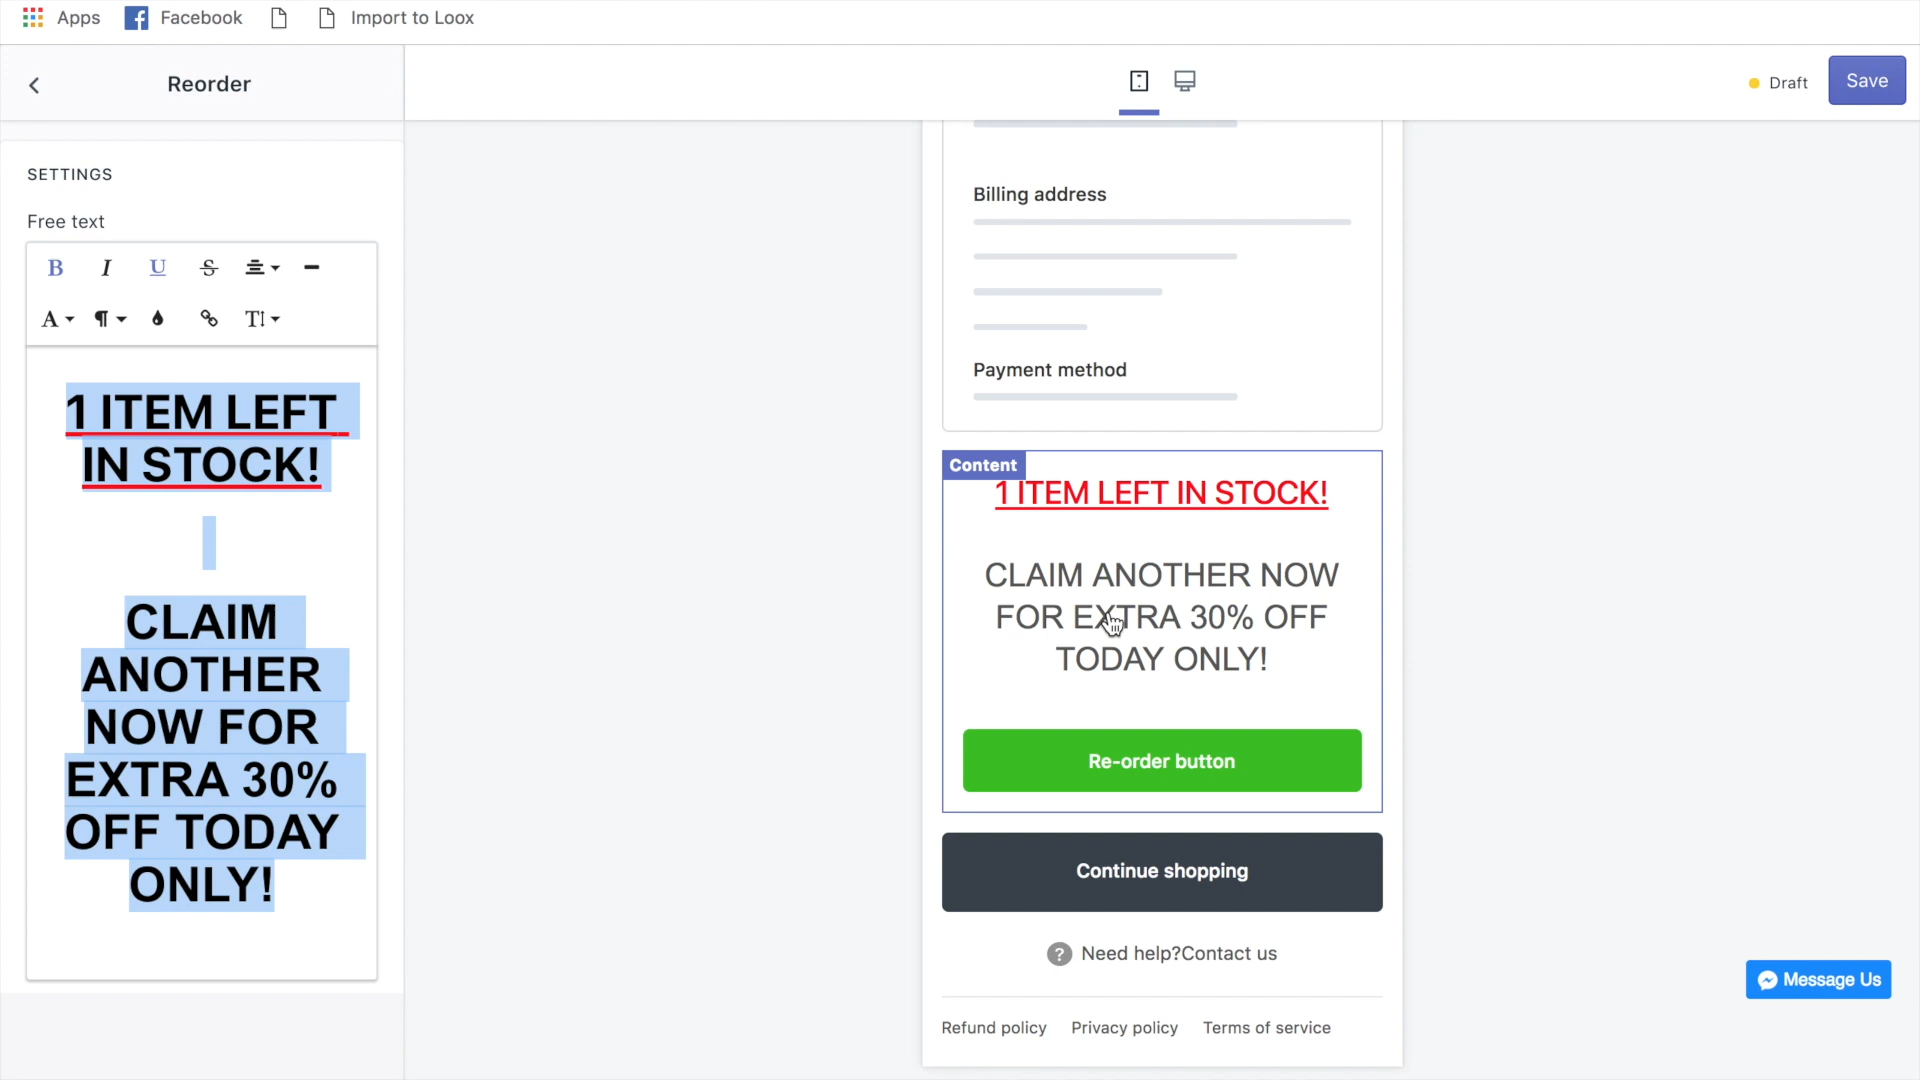 Apps
Facebook
Import to Loox
Reorder
Draft
Save
SETTINGS
Free text
B I U S
A ¶ T
1 ITEM LEFT
IN STOCK!
CLAIM
ANOTHER
NOW FOR
EXTRA 30%
OFF TODAY
ONLY!
Billing address
Payment method
Content
1 ITEM LEFT IN STOCK!
CLAIM ANOTHER NOW
FOR EXTRA 30% OFF
TODAY ONLY!
Re-order button
Continue shopping
? Need help?Contact us
Refund policy Privacy policy Terms of service
Message Us